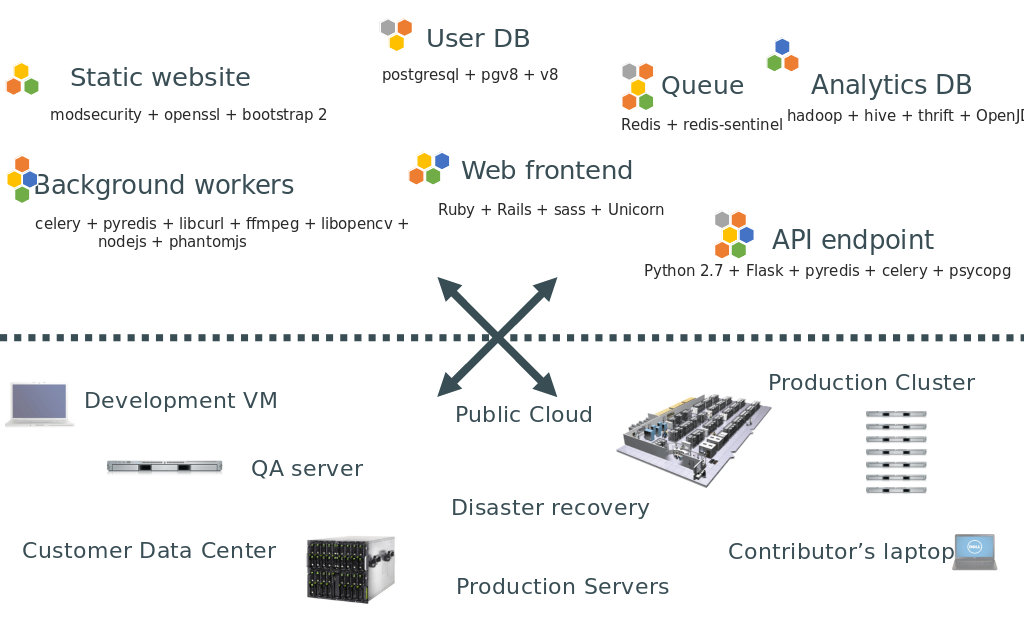 User DB
postgresql + pgv8 + v8
Static website
modsecurity + openssl + bootstrap 2
Queue
Redis + redis-sentinel
Analytics DB
hadoop + hive + thrift + OpenJD
Background workers
celery + pyredis + libcurl + ffmpeg + libopencv +
nodejs + phantomjs
Web frontend
Ruby + Rails + sass + Unicorn
API endpoint
Python 2.7 + Flask + pyredis + celery + psycopg
Development VM
Public Cloud
Production Cluster
QA server
Disaster recovery
Customer Data Center
Production Servers
Contributor’s laptop
DELL